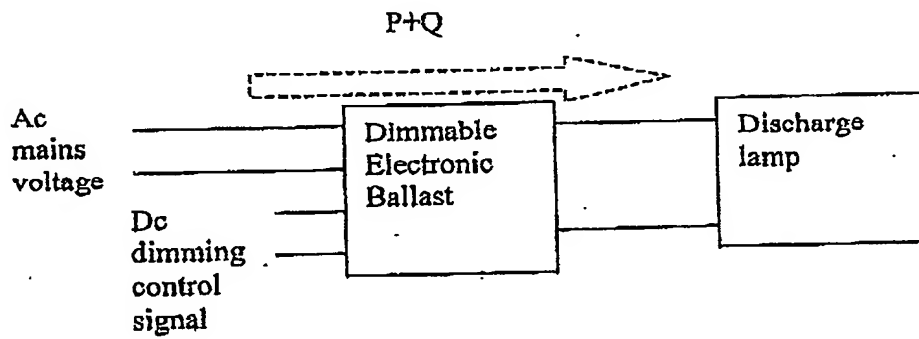 P+Q
Ac
mains
voltage
Dimmable
Electronic
Ballast
Discharge
lamp
Dc
dimming
control
signal